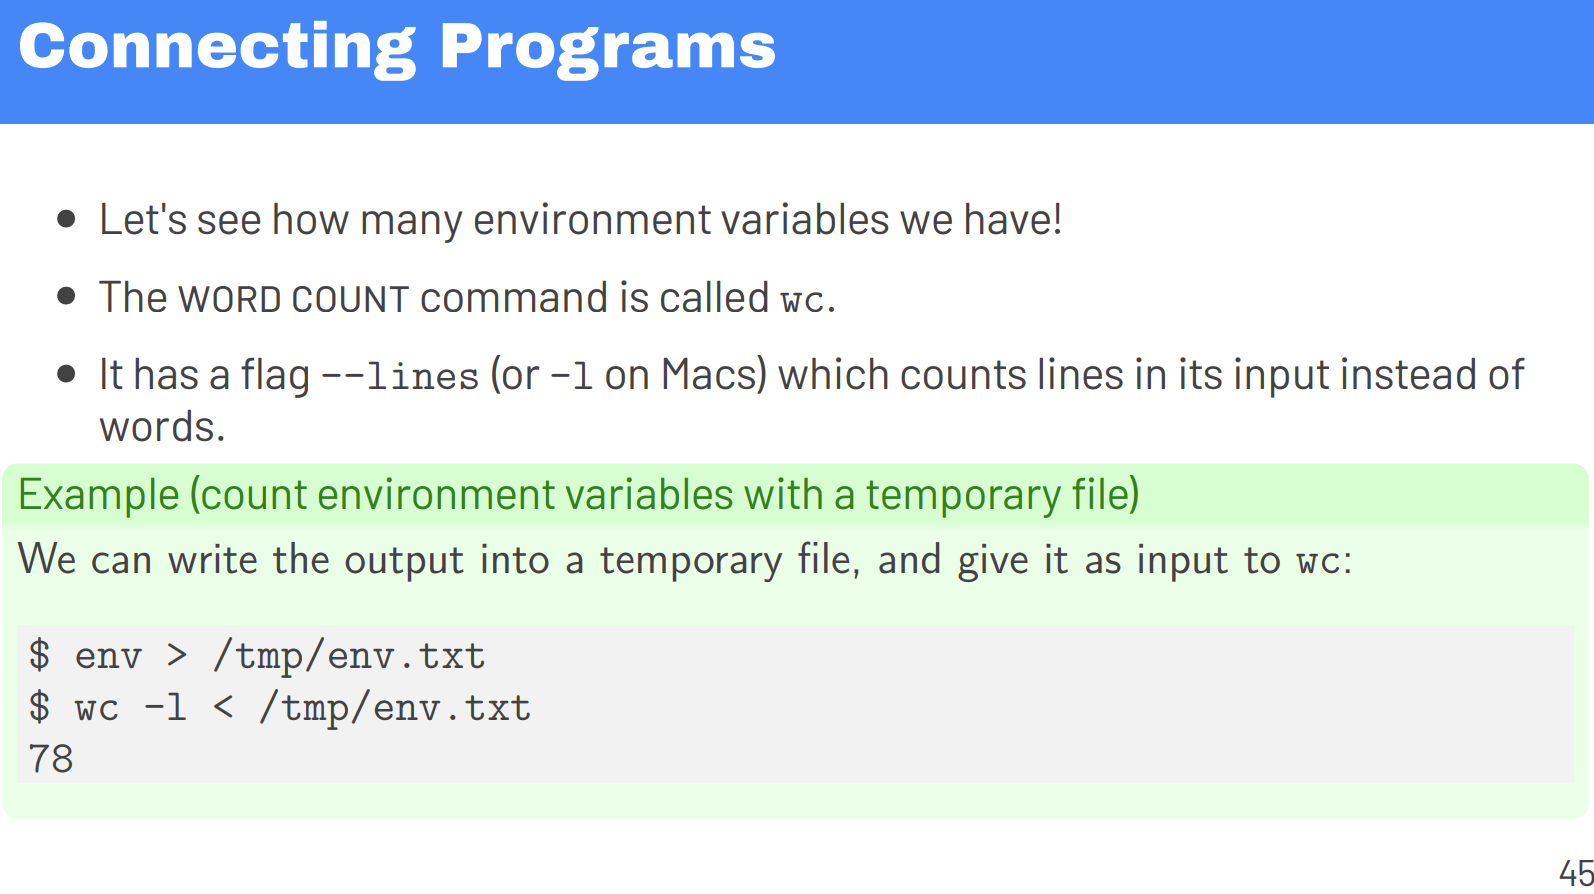 Connecting Programs
● Let's see how many environment variables we have!
● The WORD COUNT command is called wc.
● It has a flag --lines (or -l on Macs) which counts lines in its input instead of
words.
Example (count environment variables with a temporary file)
We can write the output into a temporary file, and give it as input to wc:
$ env > /tmp/env.txt
$ wc -l < /tmp/env.txt
78
45